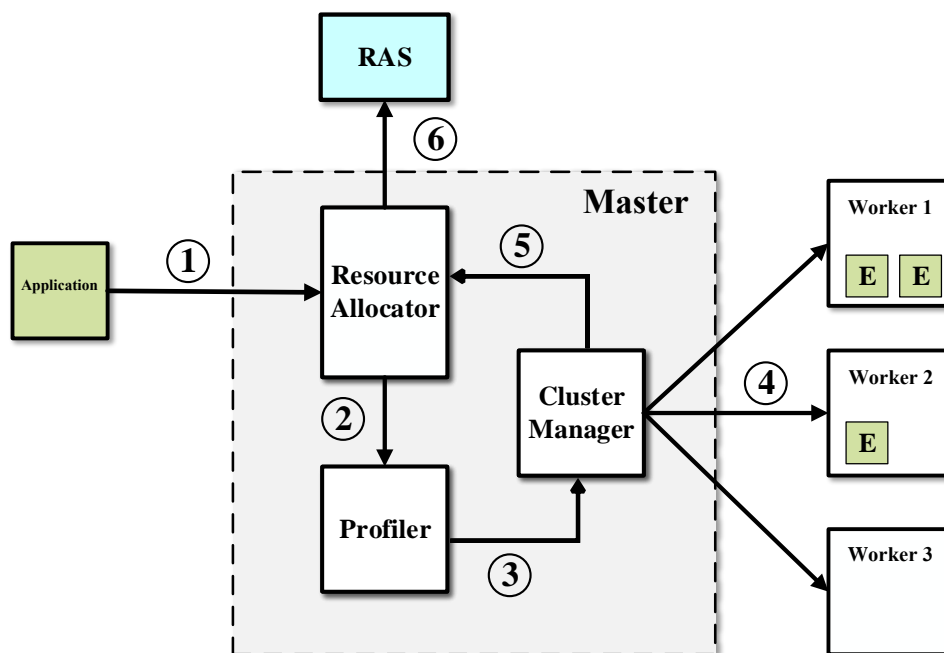 RAS
6
Master
Worker 1
E E
1
Application
Resource
Allocator
5
2
Cluster
Manager
4
Worker 2
E
Profiler
3
Worker 3